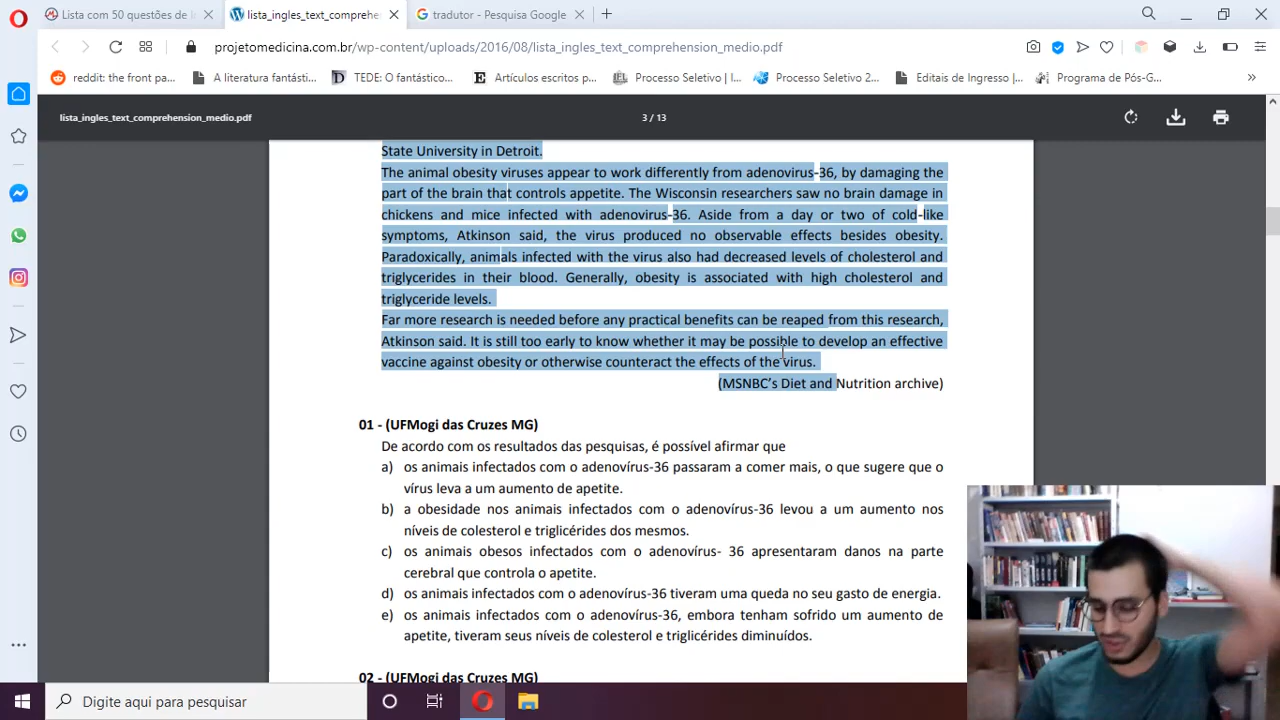 Lista com 50 questões de l
lista_ingles_text_comprehe
tradutor - Pesquisa Google
projetomedicina.com.br/wp-content/uploads/2016/08/lista_ingles_text_comprehension_medio.pdf
reddit: the front pa...
A literatura fantásti...
TEDE: O fantástico...
Artículos escritos p...
Processo Seletivo | I...
Processo Seletivo 2...
Editais de Ingresso |...
Programa de Pós-G...
lista_ingles_text_comprehension_medio.pdf
3 / 13
State University in Detroit.
The animal obesity viruses appear to work differently from adenovirus-36, by damaging the
part of the brain that controls appetite. The Wisconsin researchers saw no brain damage in
chickens and mice infected with adenovirus-36. Aside from a day or two of cold-like
symptoms, Atkinson said, the virus produced no observable effects besides obesity.
Paradoxically, animals infected with the virus also had decreased levels of cholesterol and
triglycerides in their blood. Generally, obesity is associated with high cholesterol and
triglyceride levels.
Far more research is needed before any practical benefits can be reaped from this research,
Atkinson said. It is still too early to know whether it may be possible to develop an effective
vaccine against obesity or otherwise counteract the effects of the virus.
(MSNBC's Diet and Nutrition archive)
01 - (UFMogi das Cruzes MG)
De acordo com os resultados das pesquisas, é possível afirmar que
a) os animais infectados com o adenovírus-36 passaram a comer mais, o que sugere que o
vírus leva a um aumento de apetite.
b) a obesidade nos animais infectados com o adenovírus-36 levou a um aumento nos
níveis de colesterol e triglicérides dos mesmos.
c) os animais obesos infectados com o adenovírus- 36 apresentaram danos na parte
cerebral que controla o apetite.
d) os animais infectados com o adenovírus-36 tiveram uma queda no seu gasto de energia.
e) os animais infectados com o adenovírus-36, embora tenham sofrido um aumento de
apetite, tiveram seus níveis de colesterol e triglicérides diminuídos.
02 - (UFMogi das Cruzes MG)
Digite aqui para pesquisar